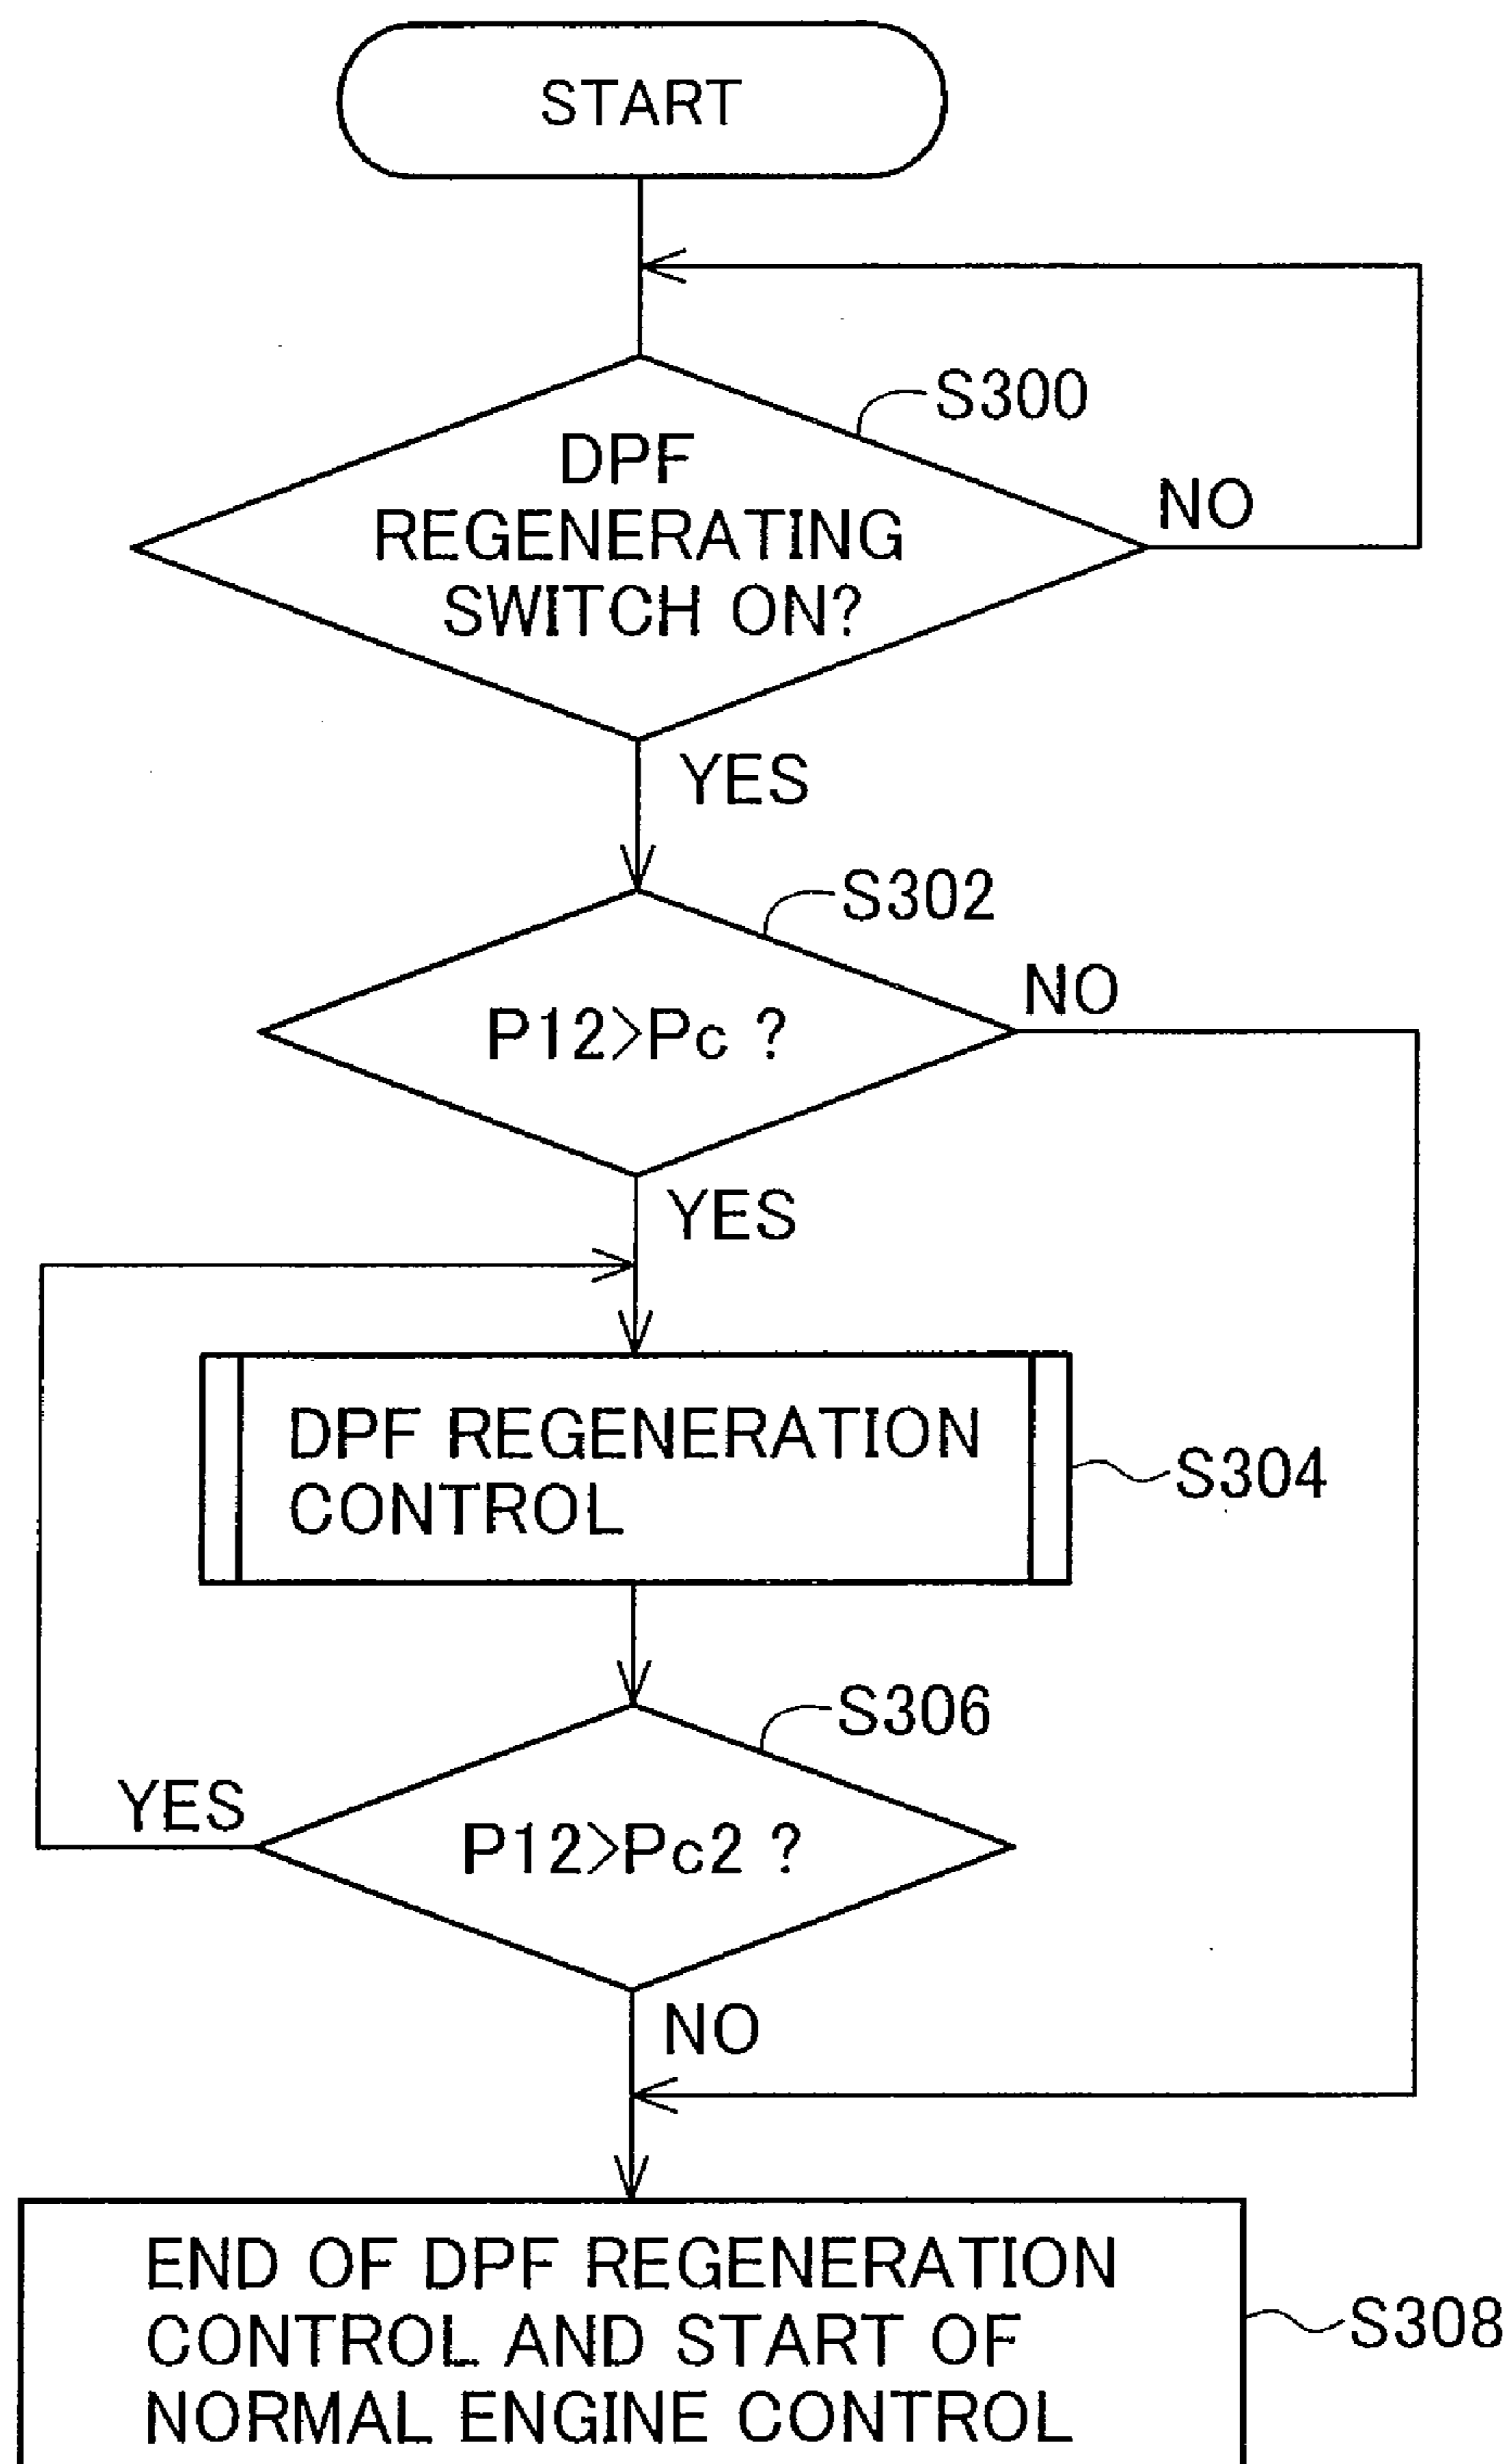 START
S300
DPF
REGENERATING
SWITCH ON?
NO
YES
S302
P12>Pc ?
NO
YES
DPF REGENERATION
CONTROL
S304
S306
YES
P12>Pc2 ?
NO
END OF DPF REGENERATION
CONTROL AND START OF
NORMAL ENGINE CONTROL
S308